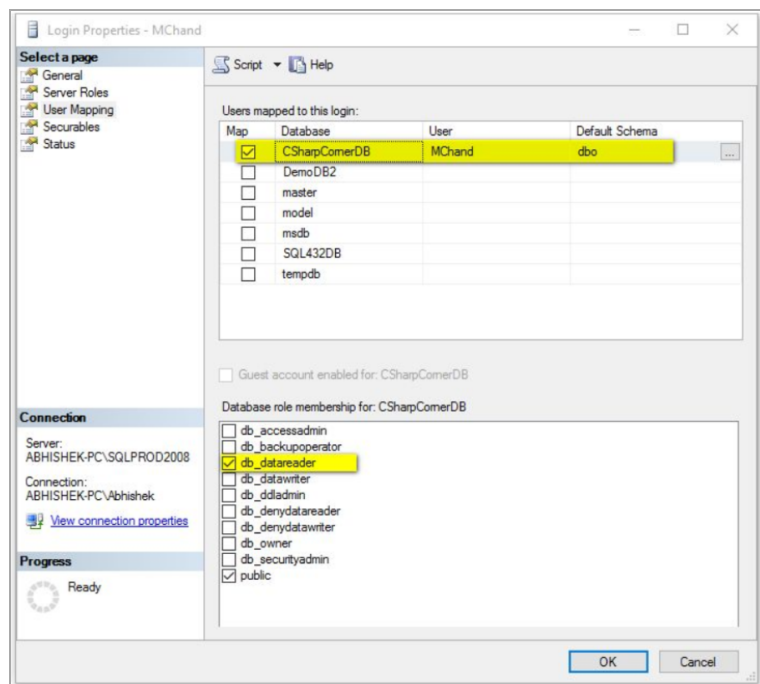 Login Properties - MChand
Select a page
General
Server Roles
User Mapping
Securables
Status
Script Help
Users mapped to this login:
Map Database User Default Schema
CSharpCornerDB MChand dbo ...
DemoDB2
master
model
msdb
SQL432DB
tempdb
Guest account enabled for: CSharpCornerDB
Database role membership for: CSharpCornerDB
db_accessadmin
db_backupoperator
db_datareader
db_datawriter
db_ddladmin
db_denydatareader
db_denydatawriter
db_owner
db_securityadmin
public
Connection
Server:
ABHISHEK-PC\SQLPROD2008
Connection:
ABHISHEK-PC\Abhishek
View connection properties
Progress
Ready
OK Cancel